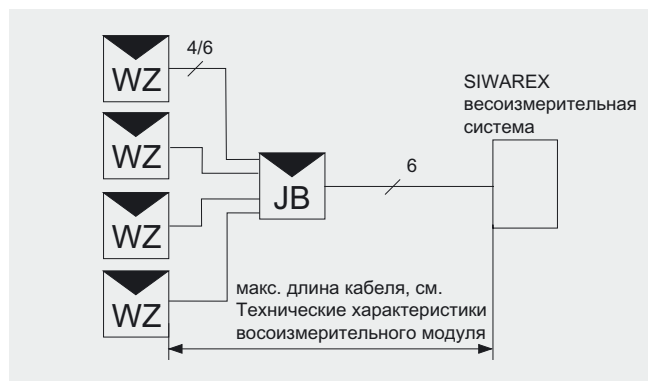 WZ
4/6
WZ
WZ
WZ
JB
6
SIWAREX
весоизмерительная
система
макс. длина кабеля, см.
Технические характеристики
восоизмерительного модуля